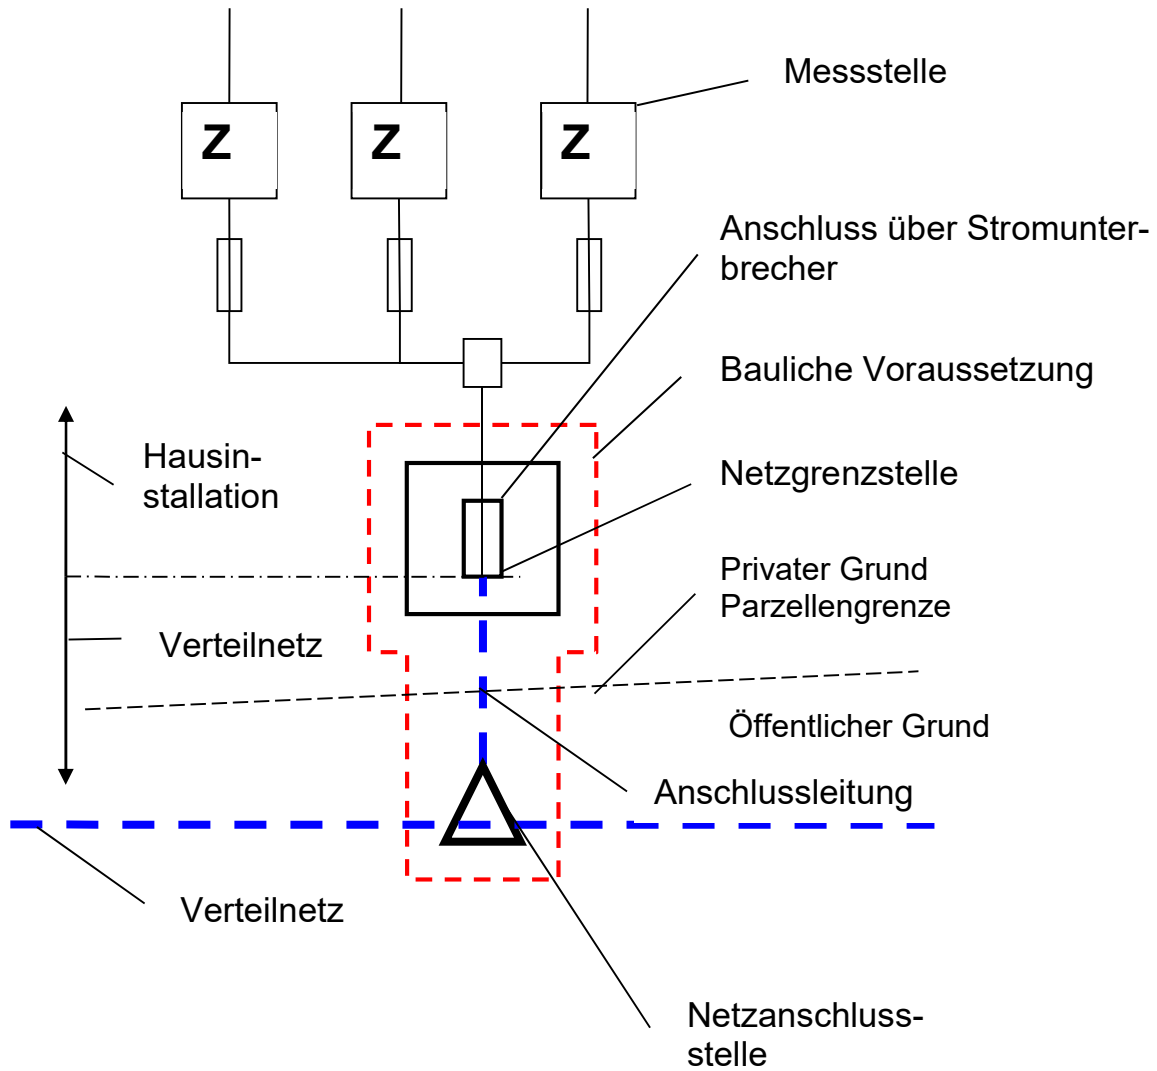 Messstelle
Z
Z
Z
Anschluss über Stromunter-
brecher
Bauliche Voraussetzung
Hausin-
stallation
Netzgrenzstelle
Privater Grund
Parzellengrenze
Verteilnetz
Öffentlicher Grund
Anschlussleitung
Verteilnetz
Netzanschluss-
stelle